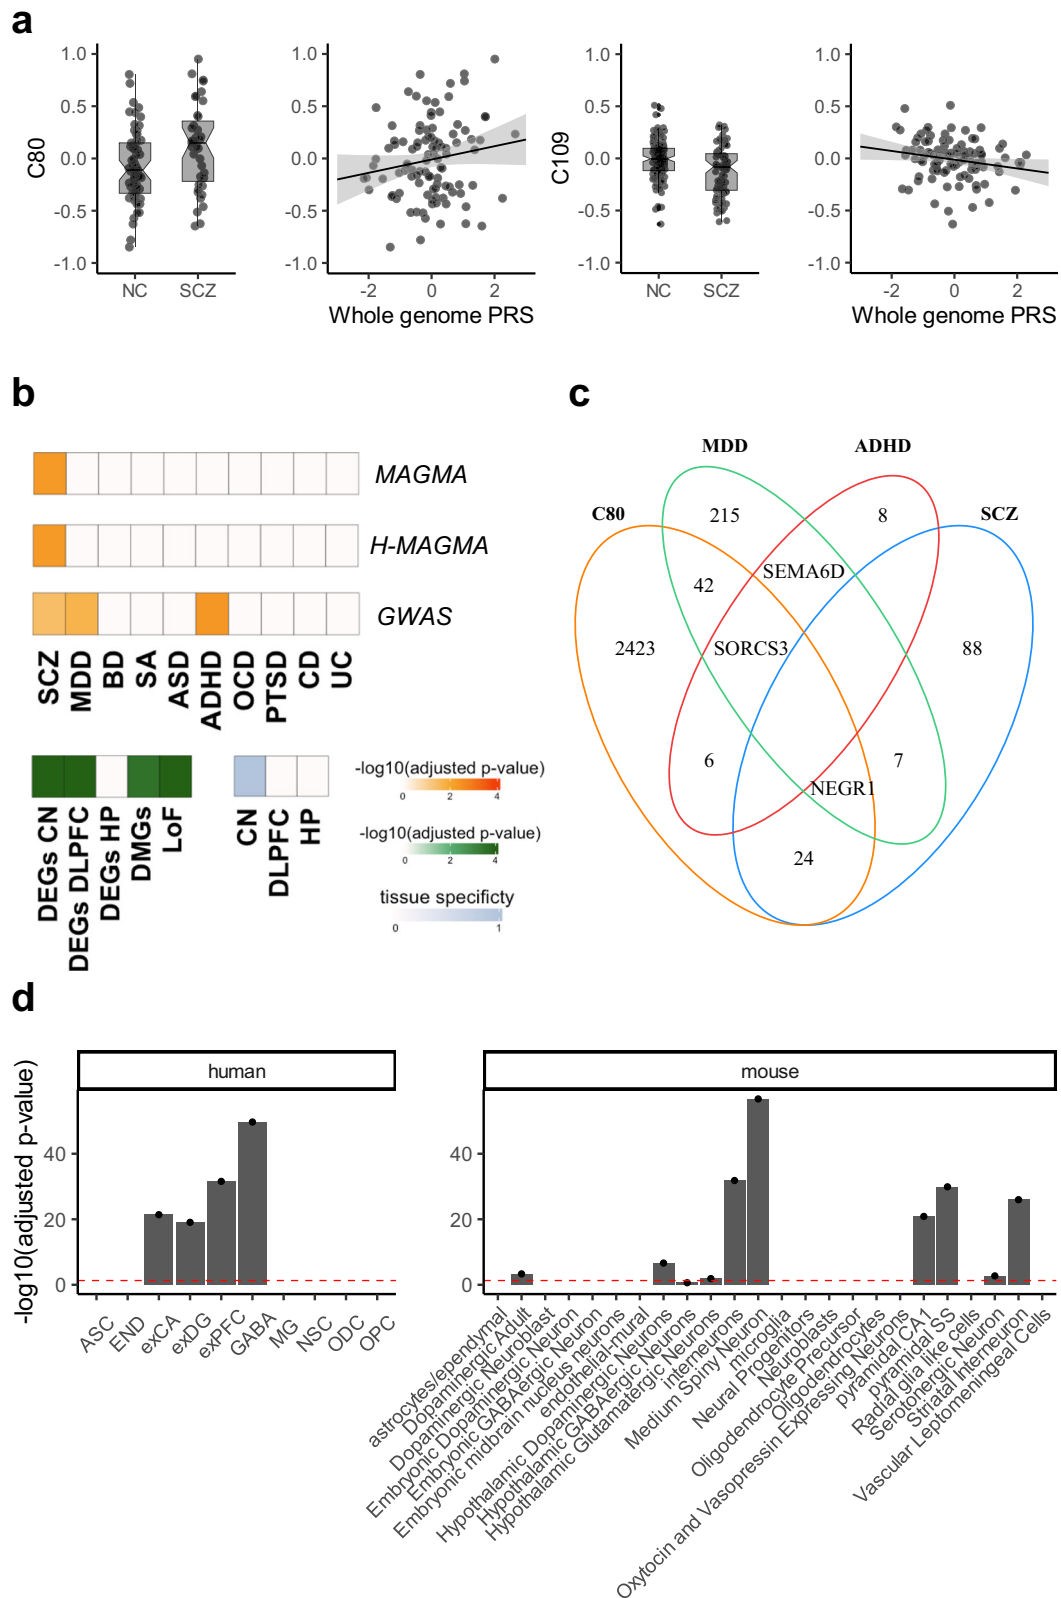 a
C80
1.0
0.5
0.0
-0.5
-1.0
NC
SCZ
1.0
0.5
0.0
-0.5
-1.0
-2
0
2
Whole genome PRS
C109
1.0
0.5
0.0
-0.5
-1.0
NC
SCZ
1.0
0.5
0.0
-0.5
-1.0
-2
0
2
Whole genome PRS
b
MAGMA
H-MAGMA
GWAS
SCZ
MDD
BD
SA
ASD
ADHD
OCD
PTSD
CD
UC
DEGs CN
DEGs DLPFC
DEGs HP
DMGs
LoF
CN
DLPFC
HP
-log10(adjusted p-value)
0 2 4
-log10(adjusted p-value)
0 2 4
tissue specificty
0 1
c
MDD
ADHD
C80
SCZ
215
8
42
SEMA6D
2423
SORCS3
88
6
7
NEGR1
24
d
-log10(adjusted p-value)
human
40
20
0
ASC
END
exCA
exDG
exPFC
GABA
MG
NSC
ODC
OPC
mouse
40
20
0
astrocytes/ependymal
Dopaminergic Adult
Dopaminergic Neuroblast
Embryonic Dopaminergic Neuron
Embryonic GABAergic Neuron
Embryonic midbrain nucleus neurons
endothelial-mural
Hypothalamic Dopaminergic Neurons
Hypothalamic GABAergic Neurons
Hypothalamic Glutamatergic Neurons
interneurons
Medium Spiny Neuron
microglia
Neural Progenitors
Neuroblasts
Oligodendrocyte Precursor
Oligodendrocytes
Oxytocin and Vasopressin Expressing Neurons
pyramidal CA1
pyramidal SS
Radial glia like cells
Serotonergic Neuron
Striatal Interneuron
Vascular Leptomeningeal Cells